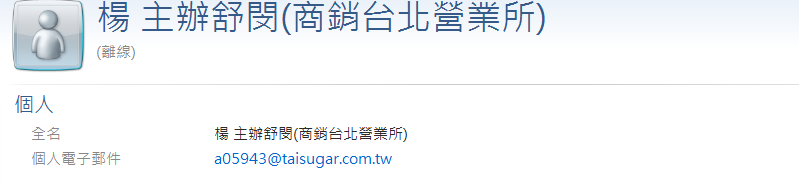 楊 主辦舒閔(商銷台北營業所)
(離線)
個人
全名 楊 主辦舒閔(商銷台北營業所)
個人電子郵件 a05943@taisugar.com.tw